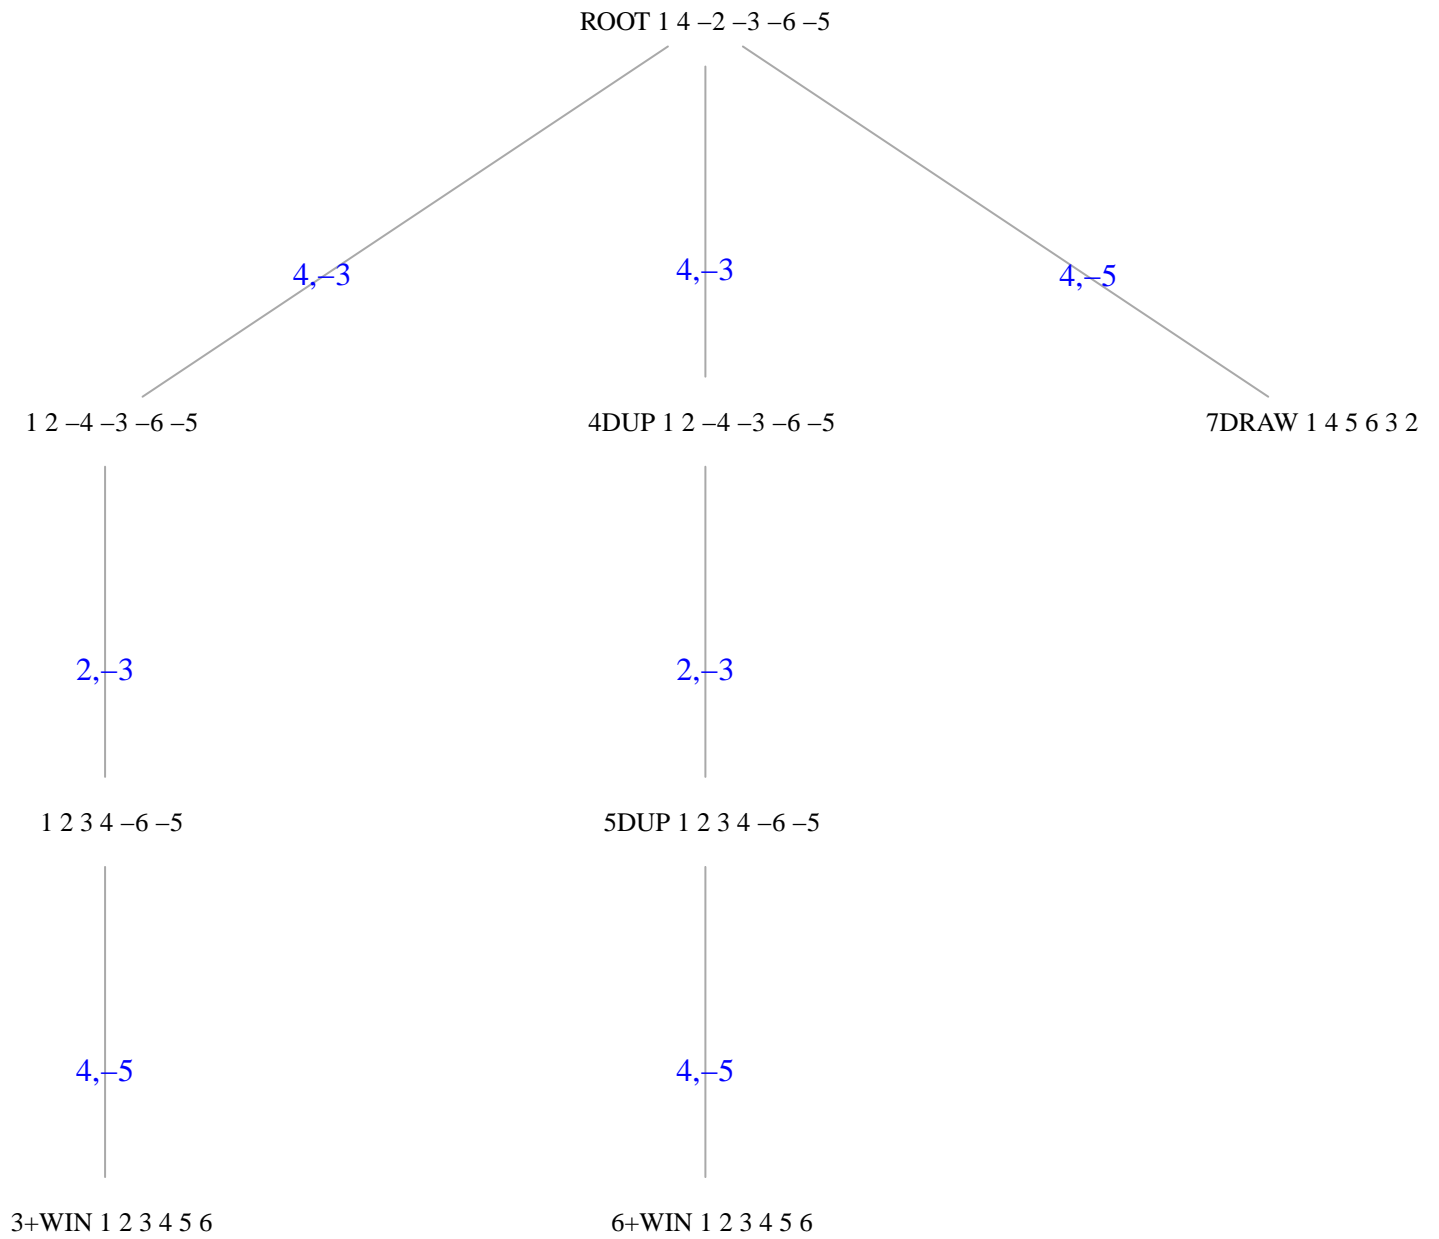 ROOT 1 4 –2 –3 –6 –5
4,–3
4,–3
4,–5
1 2 –4 –3 –6 –5
4DUP 1 2 –4 –3 –6 –5
7DRAW 1 4 5 6 3 2
2,–3
2,–3
1 2 3 4 –6 –5
5DUP 1 2 3 4 –6 –5
4,–5
4,–5
3+WIN 1 2 3 4 5 6
6+WIN 1 2 3 4 5 6